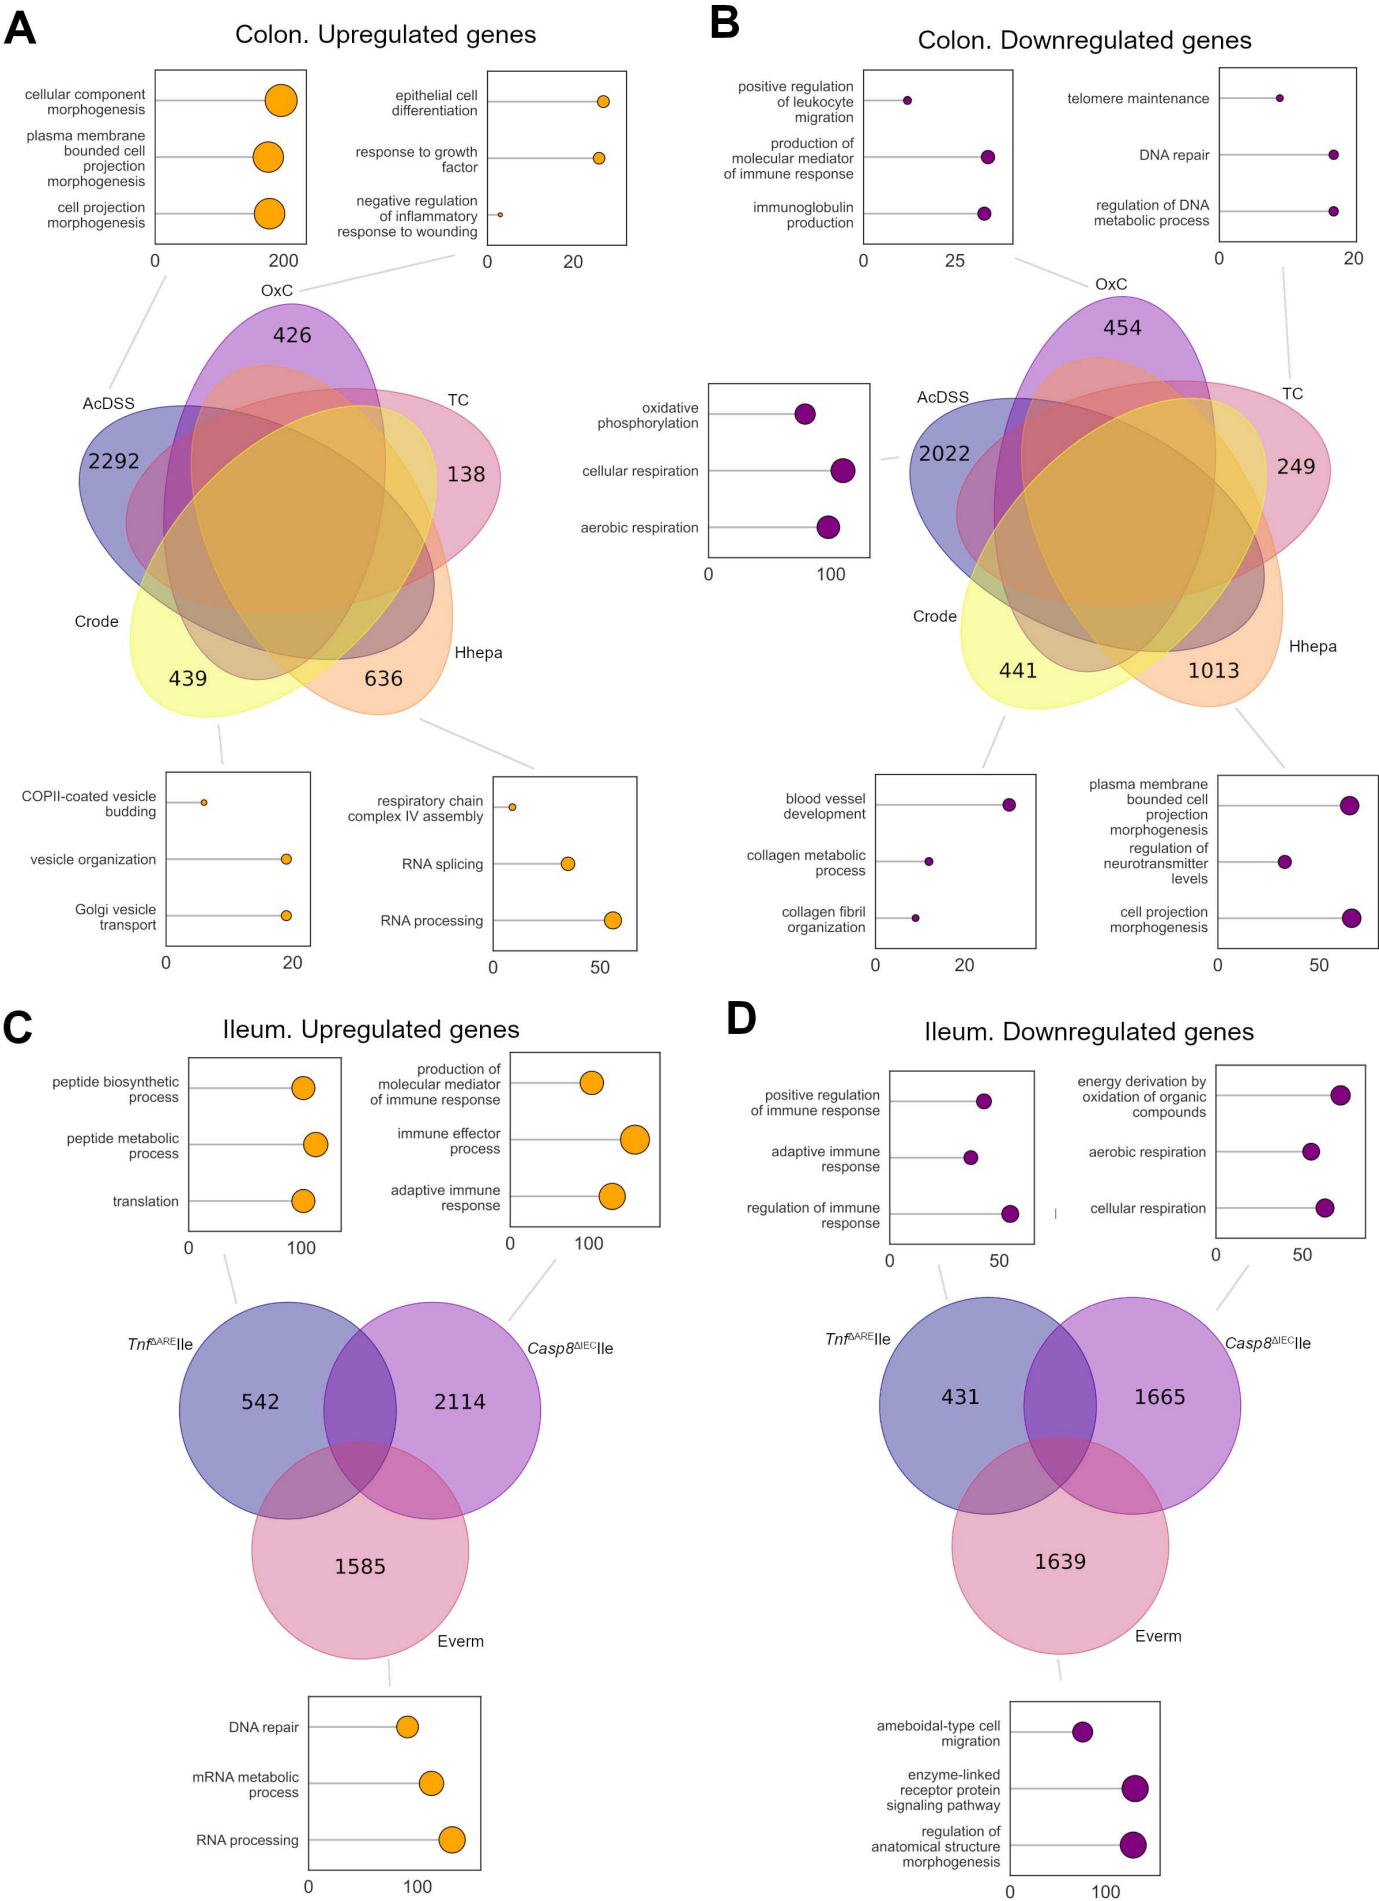 A
Colon. Upregulated genes
cellular component
morphogenesis
plasma membrane
bounded cell
projection
morphogenesis
cell projection
morphogenesis
0
200
epithelial cell
differentiation
response to growth
factor
negative regulation
of inflammatory
response to wounding
0
20
OxC
426
AcDSS
2292
TC
138
Crode
439
Hhepa
636
COPII-coated vesicle
budding
vesicle organization
Golgi vesicle
transport
0
20
respiratory chain
complex IV assembly
RNA splicing
RNA processing
0
50
B
Colon. Downregulated genes
positive regulation
of leukocyte
migration
production of
molecular mediator
of immune response
immunoglobulin
production
0
25
telomere maintenance
DNA repair
regulation of DNA
metabolic process
0
20
oxidative
phosphorylation
cellular respiration
aerobic respiration
0
100
OxC
454
AcDSS
2022
TC
249
Crode
441
Hhepa
1013
blood vessel
development
collagen metabolic
process
collagen fibril
organization
0
20
plasma membrane
bounded cell
projection
morphogenesis
regulation of
neurotransmitter
levels
cell projection
morphogenesis
0
50
C
Ileum. Upregulated genes
peptide biosynthetic
process
peptide metabolic
process
translation
0
100
production of
molecular mediator
of immune response
immune effector
process
adaptive immune
response
0
100
Tnf^ΔARE Ile
542
Casp8^ΔIEC Ile
2114
1585
Everm
DNA repair
mRNA metabolic
process
RNA processing
0
100
D
Ileum. Downregulated genes
positive regulation
of immune response
adaptive immune
response
regulation of immune
response
0
50
energy derivation by
oxidation of organic
compounds
aerobic respiration
cellular respiration
0
50
Tnf^ΔARE Ile
431
Casp8^ΔIEC Ile
1665
1639
Everm
ameboidal-type cell
migration
enzyme-linked
receptor protein
signaling pathway
regulation of
anatomical structure
morphogenesis
0
100